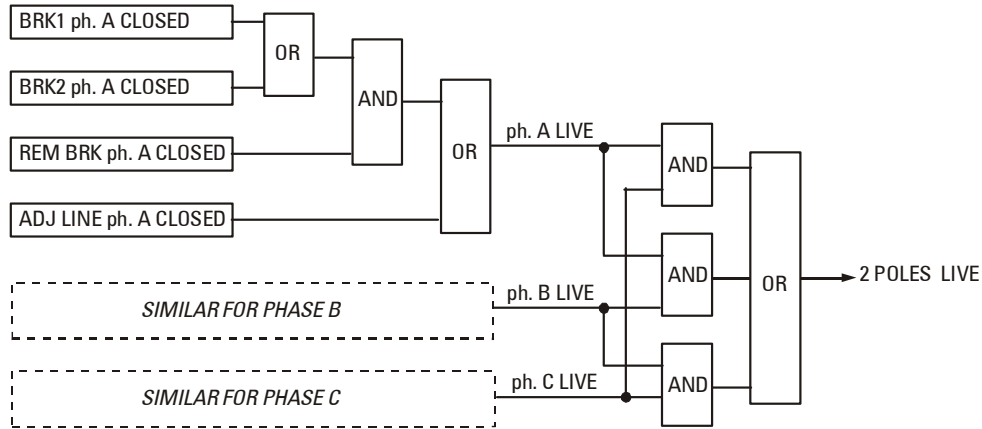 BRK1 ph. A CLOSED
OR
BRK2 ph. A CLOSED
AND
REM BRK ph. A CLOSED
OR
ph. A LIVE
AND
ADJ LINE ph. A CLOSED
AND
OR
2 POLES LIVE
SIMILAR FOR PHASE B
ph. B LIVE
SIMILAR FOR PHASE C
ph. C LIVE
AND